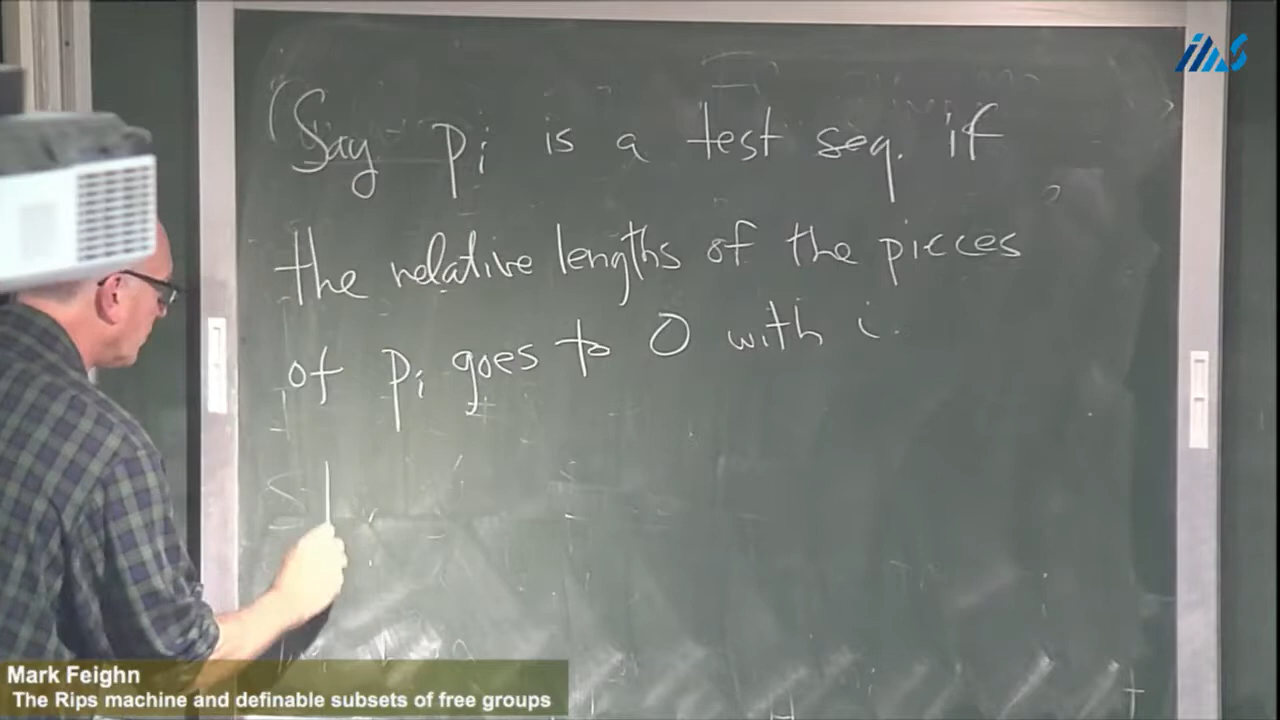 IAS
(Say pi is a test seq. if
the relative lengths of the pieces
of pi goes to 0 with i.
Mark Feighn
The Rips machine and definable subsets of free groups